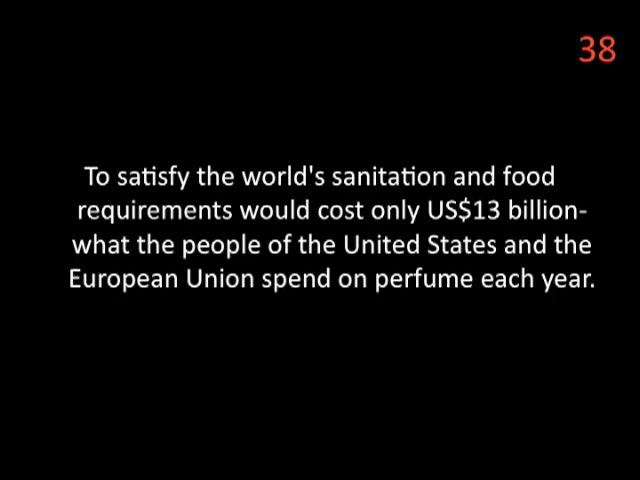 38
To satisfy the world's sanitation and food
requirements would cost only US$13 billion-
what the people of the United States and the
European Union spend on perfume each year.